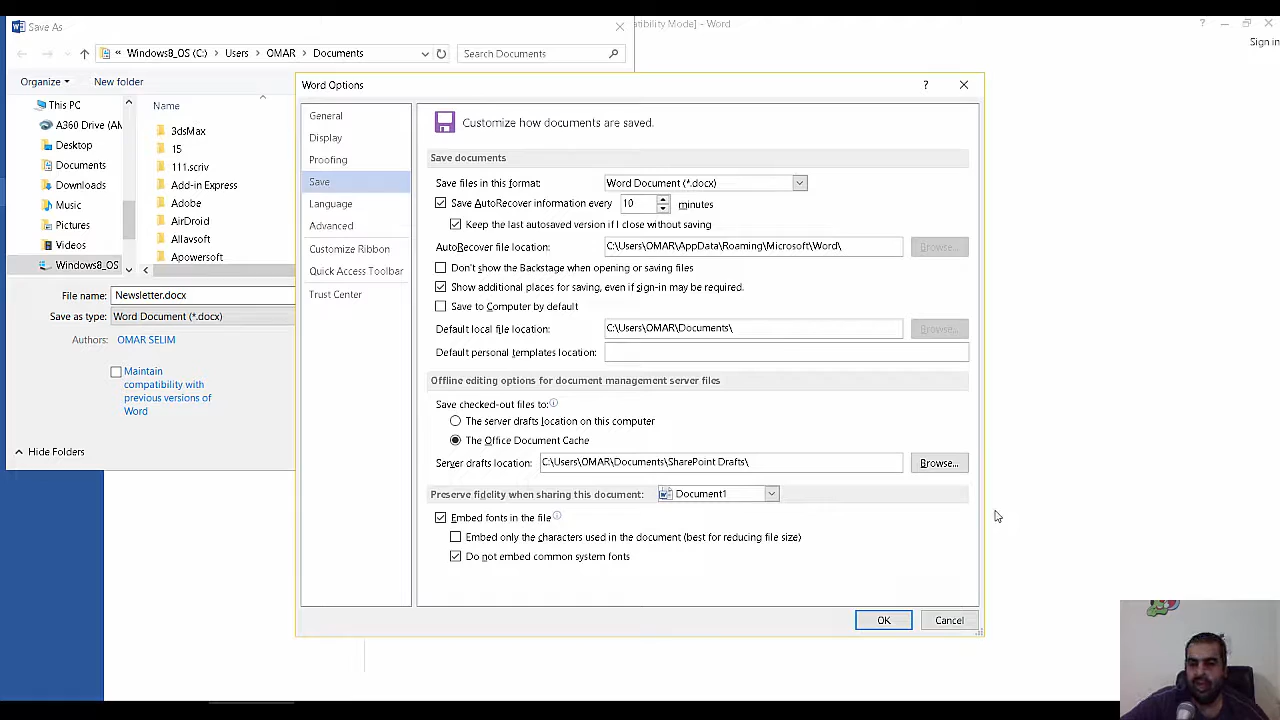 Save As
tibility Mode] - Word
?
Sign in
« Windows8_OS (C:) > Users > OMAR > Documents
Search Documents
Organize
New folder
This PC
A360 Drive (AM
Desktop
Documents
Downloads
Music
Pictures
Videos
Windows8_OS
Name
3dsMax
15
111.scriv
Add-in Express
Adobe
AirDroid
Allavsoft
Apowersoft
File name: Newsletter.docx
Save as type: Word Document (*.docx)
Authors: OMAR SELIM
Maintain
compatibility with
previous versions of
Word
Hide Folders
Word Options
?
General
Display
Proofing
Save
Language
Advanced
Customize Ribbon
Quick Access Toolbar
Trust Center
Customize how documents are saved.
Save documents
Save files in this format: Word Document (*.docx)
Save AutoRecover information every 10 minutes
Keep the last autosaved version if I close without saving
AutoRecover file location: C:\Users\OMAR\AppData\Roaming\Microsoft\Word\ Browse...
Don't show the Backstage when opening or saving files
Show additional places for saving, even if sign-in may be required.
Save to Computer by default
Default local file location: C:\Users\OMAR\Documents\ Browse...
Default personal templates location:
Offline editing options for document management server files
Save checked-out files to:
The server drafts location on this computer
The Office Document Cache
Server drafts location: C:\Users\OMAR\Documents\SharePoint Drafts\ Browse...
Preserve fidelity when sharing this document: Document1
Embed fonts in the file
Embed only the characters used in the document (best for reducing file size)
Do not embed common system fonts
OK
Cancel